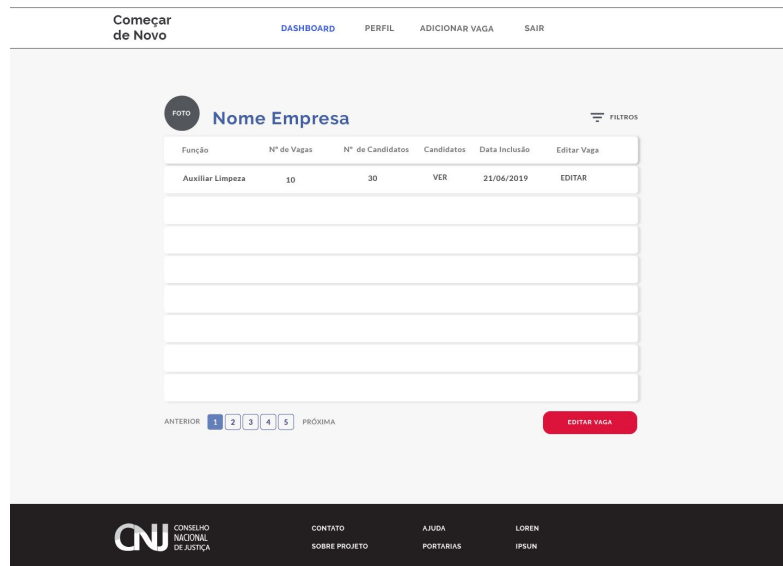 Começar
de Novo
DASHBOARD PERFIL ADICIONAR VAGA SAIR
FOTO
Nome Empresa
FILTROS
Função N° de Vagas N° de Candidatos Candidatos Data Inclusão Editar Vaga
Auxiliar Limpeza 10 30 VER 21/06/2019 EDITAR
ANTERIOR 1 2 3 4 5 PRÓXIMA
EDITAR VAGA
CNJ
CONSELHO
NACIONAL
DE JUSTIÇA
CONTATO AJUDA LOREN
SOBRE PROJETO PORTARIAS IPSUN